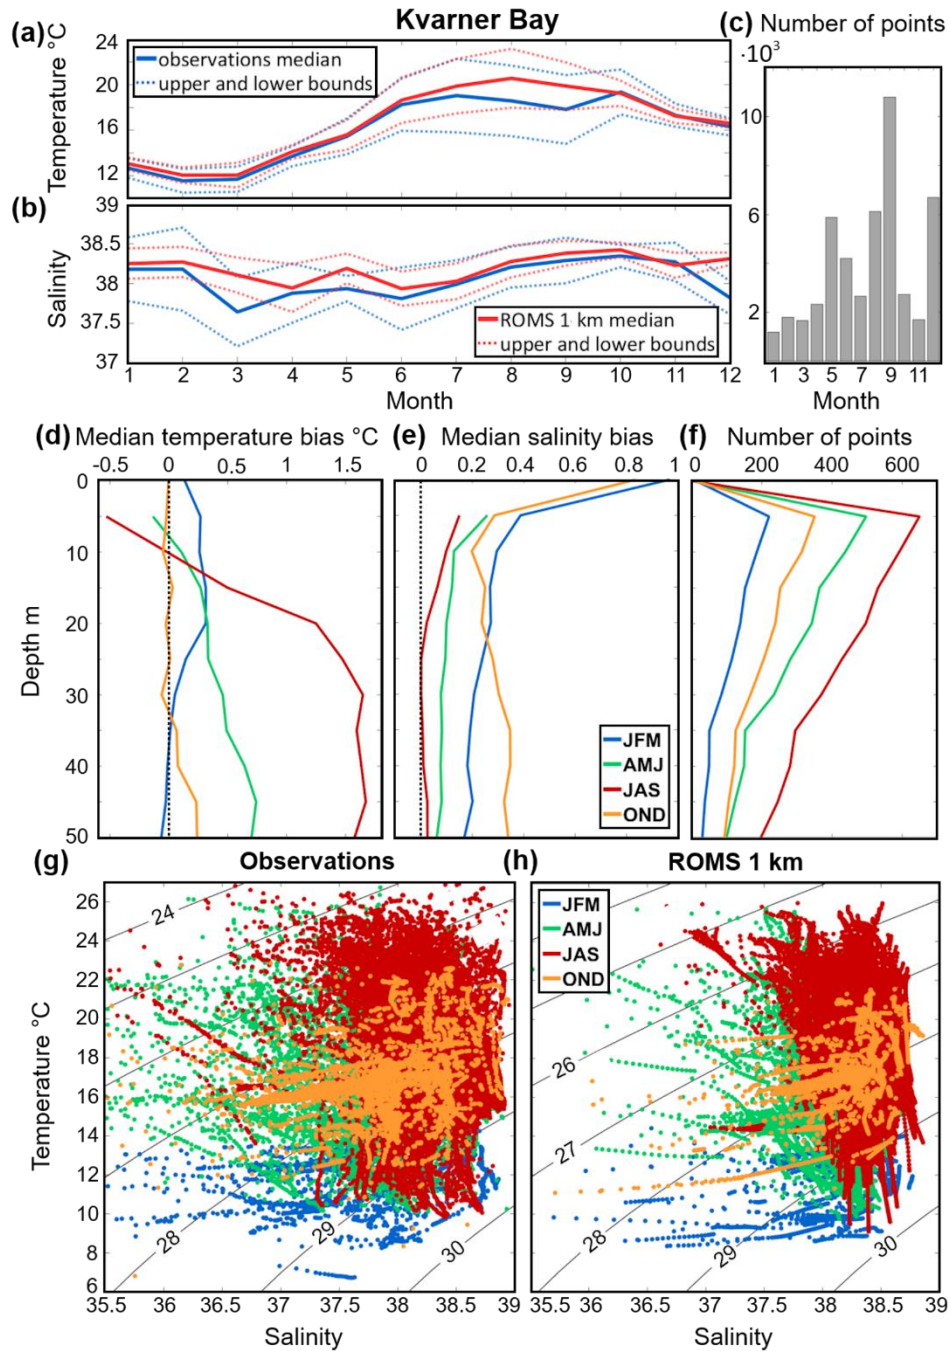 Kvarner Bay
(a)
Temperature °C
24
20
16
12
observations median
upper and lower bounds
(b)
Salinity
39
38.5
38
37.5
37
ROMS 1 km median
upper and lower bounds
1 2 3 4 5 6 7 8 9 10 11 12
Month
(c) Number of points
·10³
10
6
2
1 3 5 7 9 11
Month
(d) Median temperature bias °C
-0.5 0 0.5 1 1.5
Depth m
0
10
20
30
40
50
(e) Median salinity bias
0 0.2 0.4 0.6 0.8 1
JFM
AMJ
JAS
OND
(f) Number of points
0 200 400 600
(g) Observations
Temperature °C
26
24
22
20
18
16
14
12
10
8
6
24
28
29
30
35.5 36 36.5 37 37.5 38 38.5 39
Salinity
(h) ROMS 1 km
JFM
AMJ
JAS
OND
26
27
28
29
30
35.5 36 36.5 37 37.5 38 38.5 39
Salinity